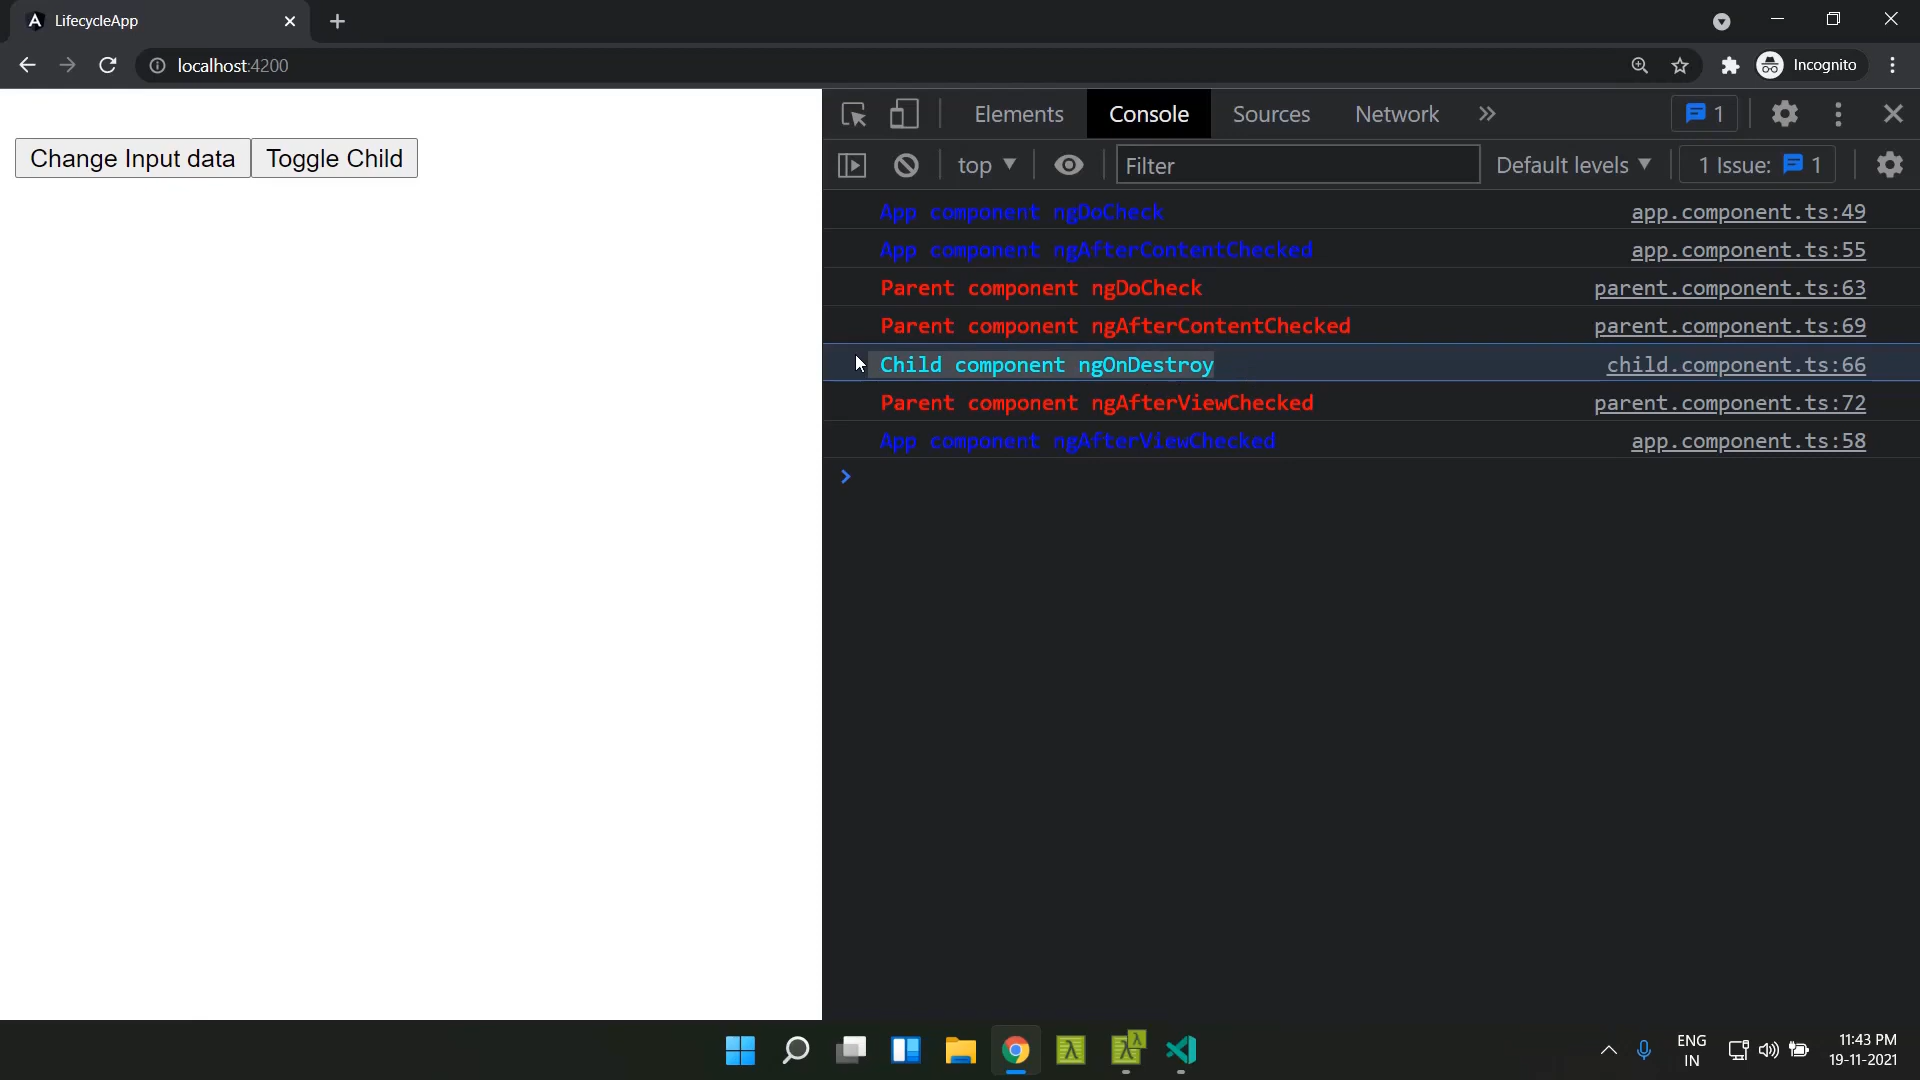 LifecycleApp
localhost:4200
Incognito
Change Input data Toggle Child
Elements Console Sources Network 1
top Filter Default levels 1 Issue: 1
App component ngDoCheck app.component.ts:49
App component ngAfterContentChecked app.component.ts:55
Parent component ngDoCheck parent.component.ts:63
Parent component ngAfterContentChecked parent.component.ts:69
Child component ngOnDestroy child.component.ts:66
Parent component ngAfterViewChecked parent.component.ts:72
App component ngAfterViewChecked app.component.ts:58
ENG
IN
11:43 PM
19-11-2021